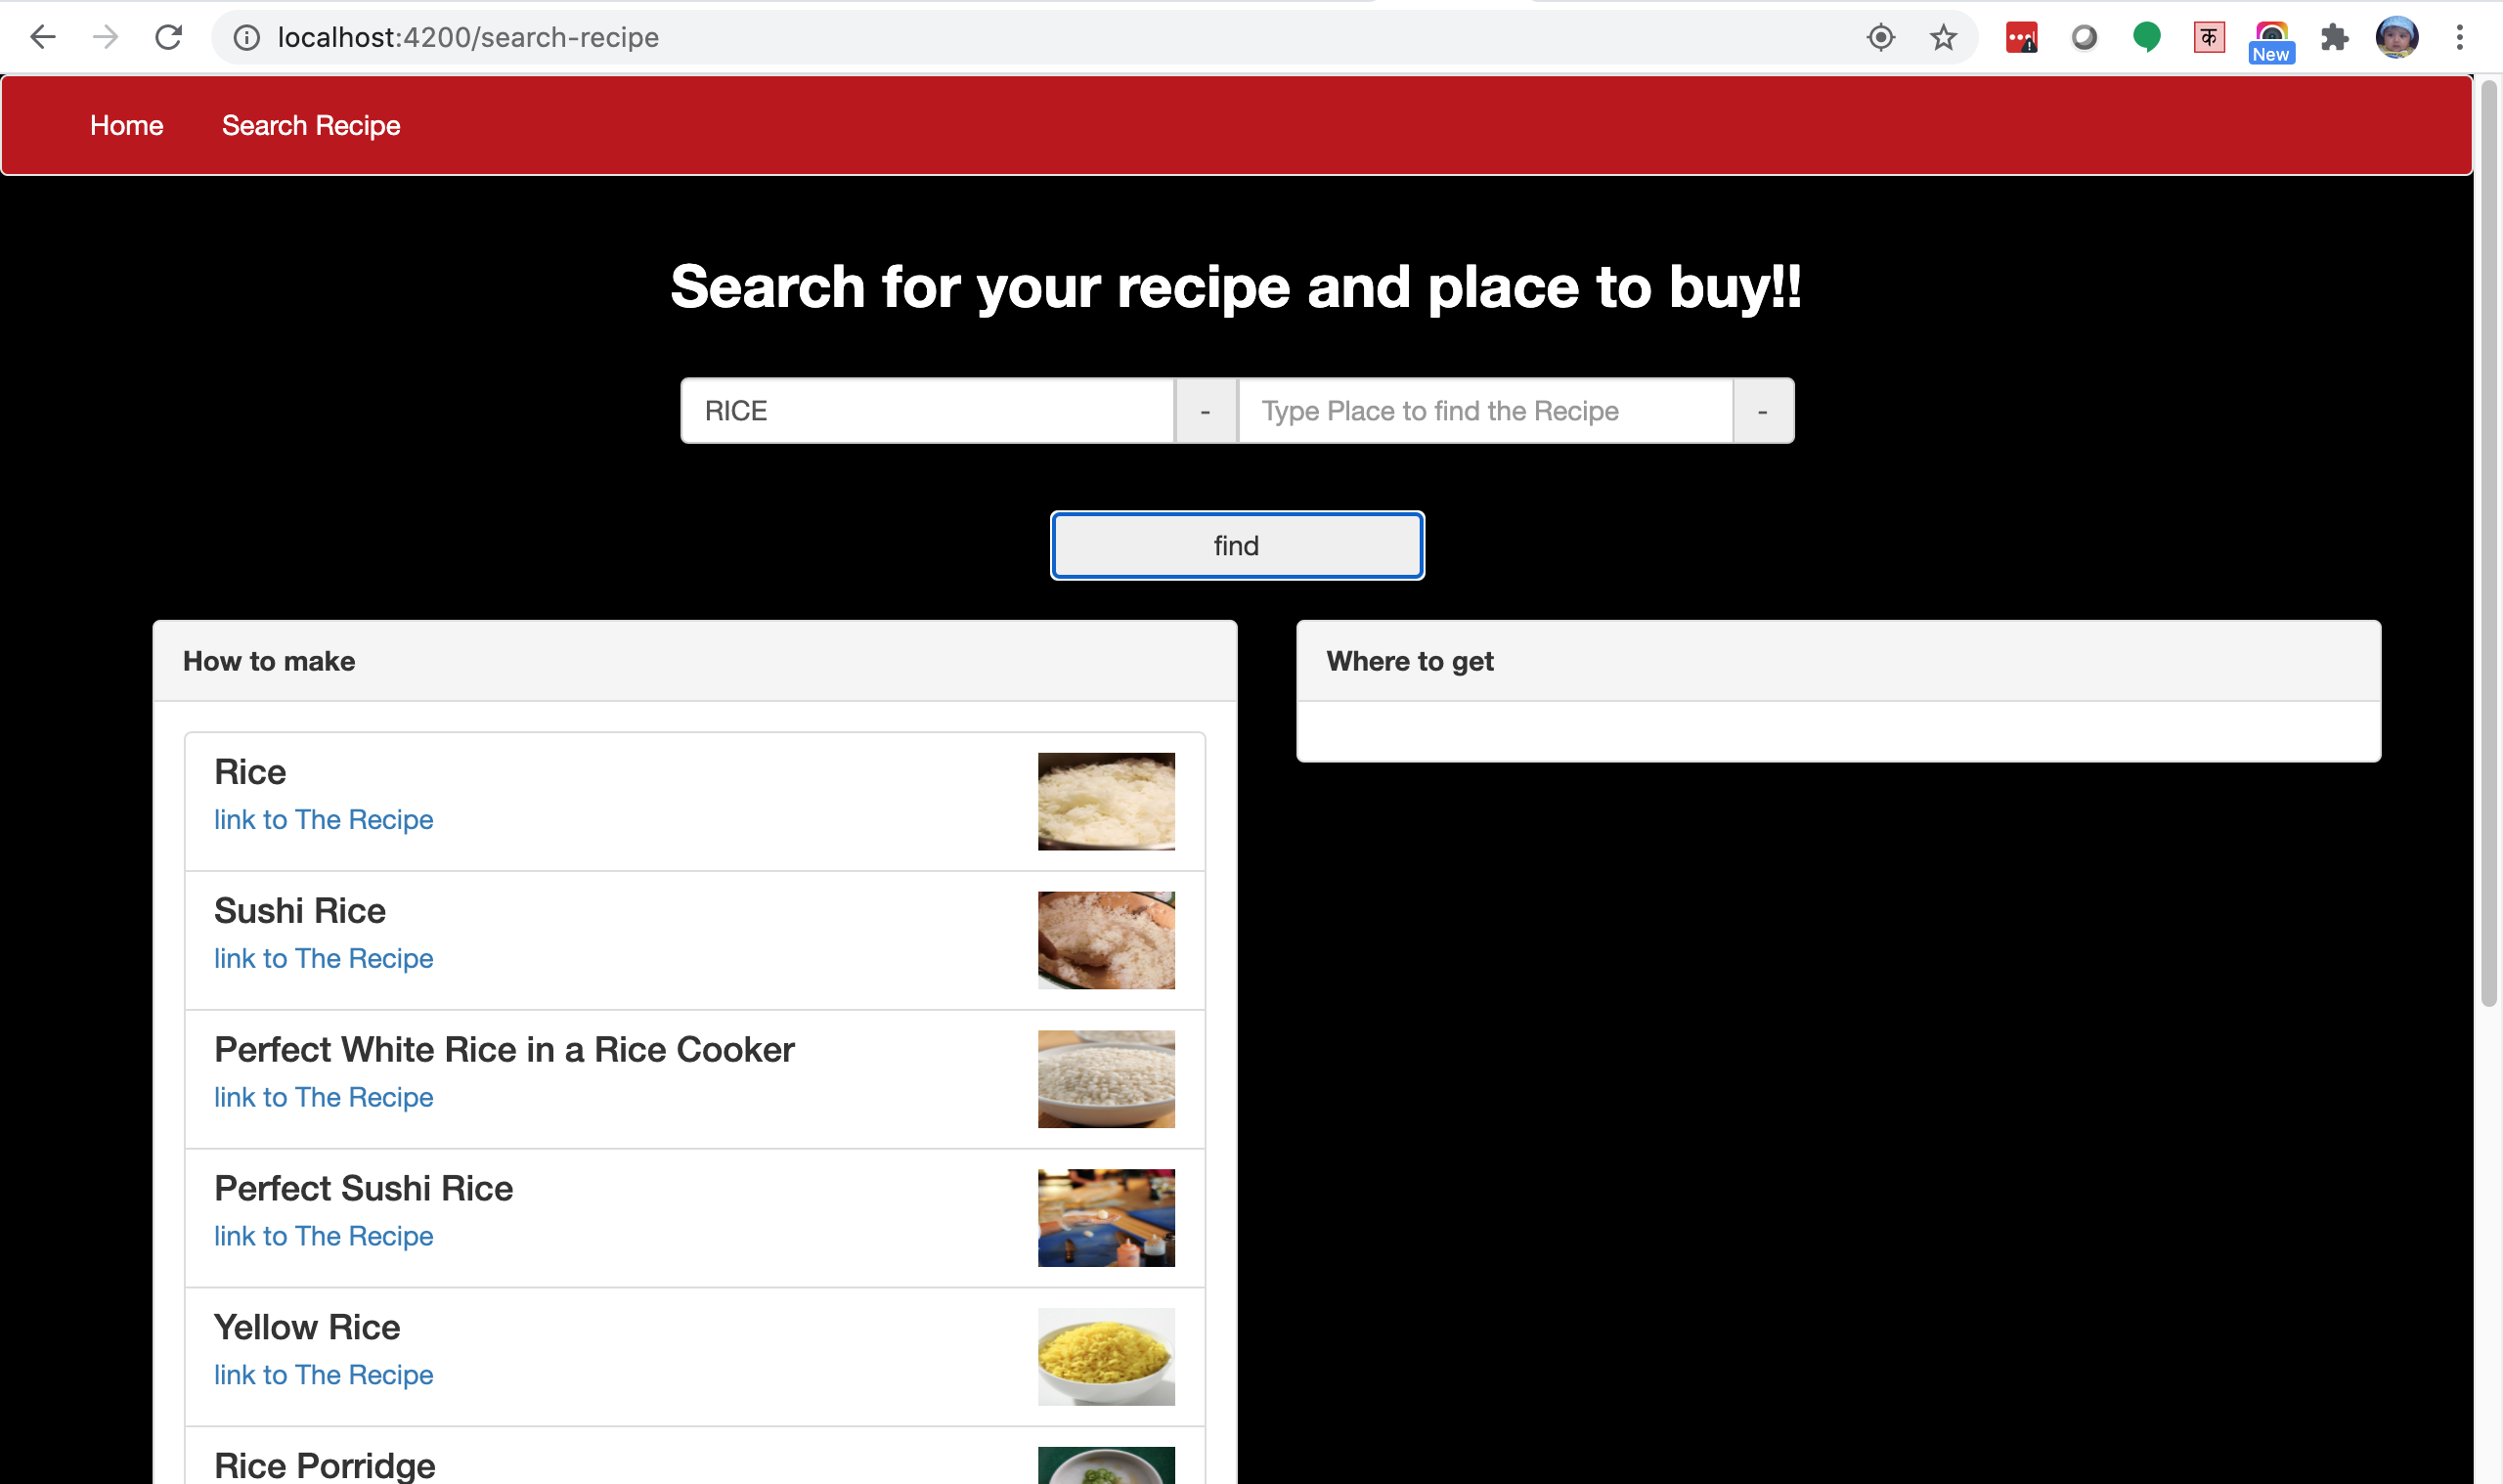 localhost:4200/search-recipe
क
New
Home Search Recipe
Search for your recipe and place to buy!!
RICE - Type Place to find the Recipe -
find
How to make
Rice
link to The Recipe
Sushi Rice
link to The Recipe
Perfect White Rice in a Rice Cooker
link to The Recipe
Perfect Sushi Rice
link to The Recipe
Yellow Rice
link to The Recipe
Rice Porridge
Where to get